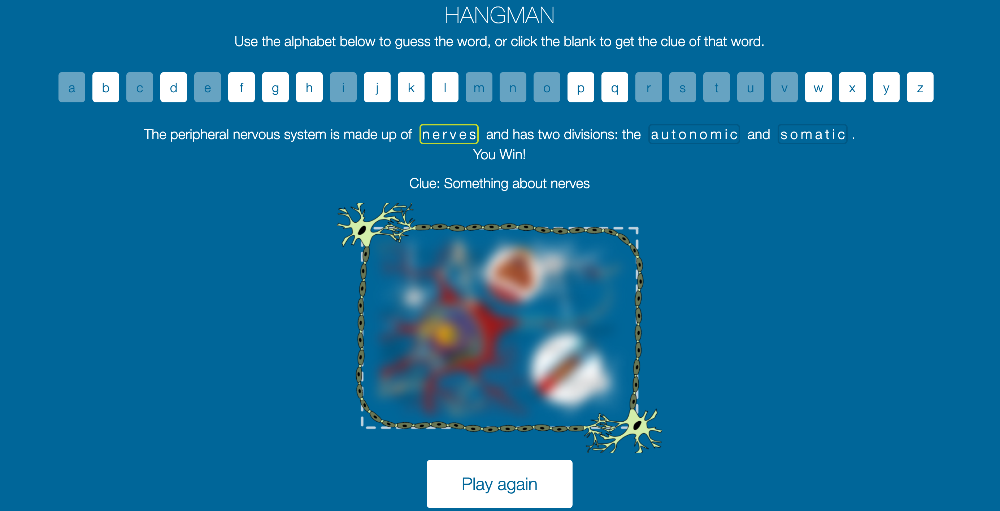 HANGMAN
Use the alphabet below to guess the word, or click the blank to get the clue of that word.
a b c d e f g h i j k l m n o p q r s t u v w x y z
The peripheral nervous system is made up of nerves and has two divisions: the autonomic and somatic .
You Win!
Clue: Something about nerves
Play again